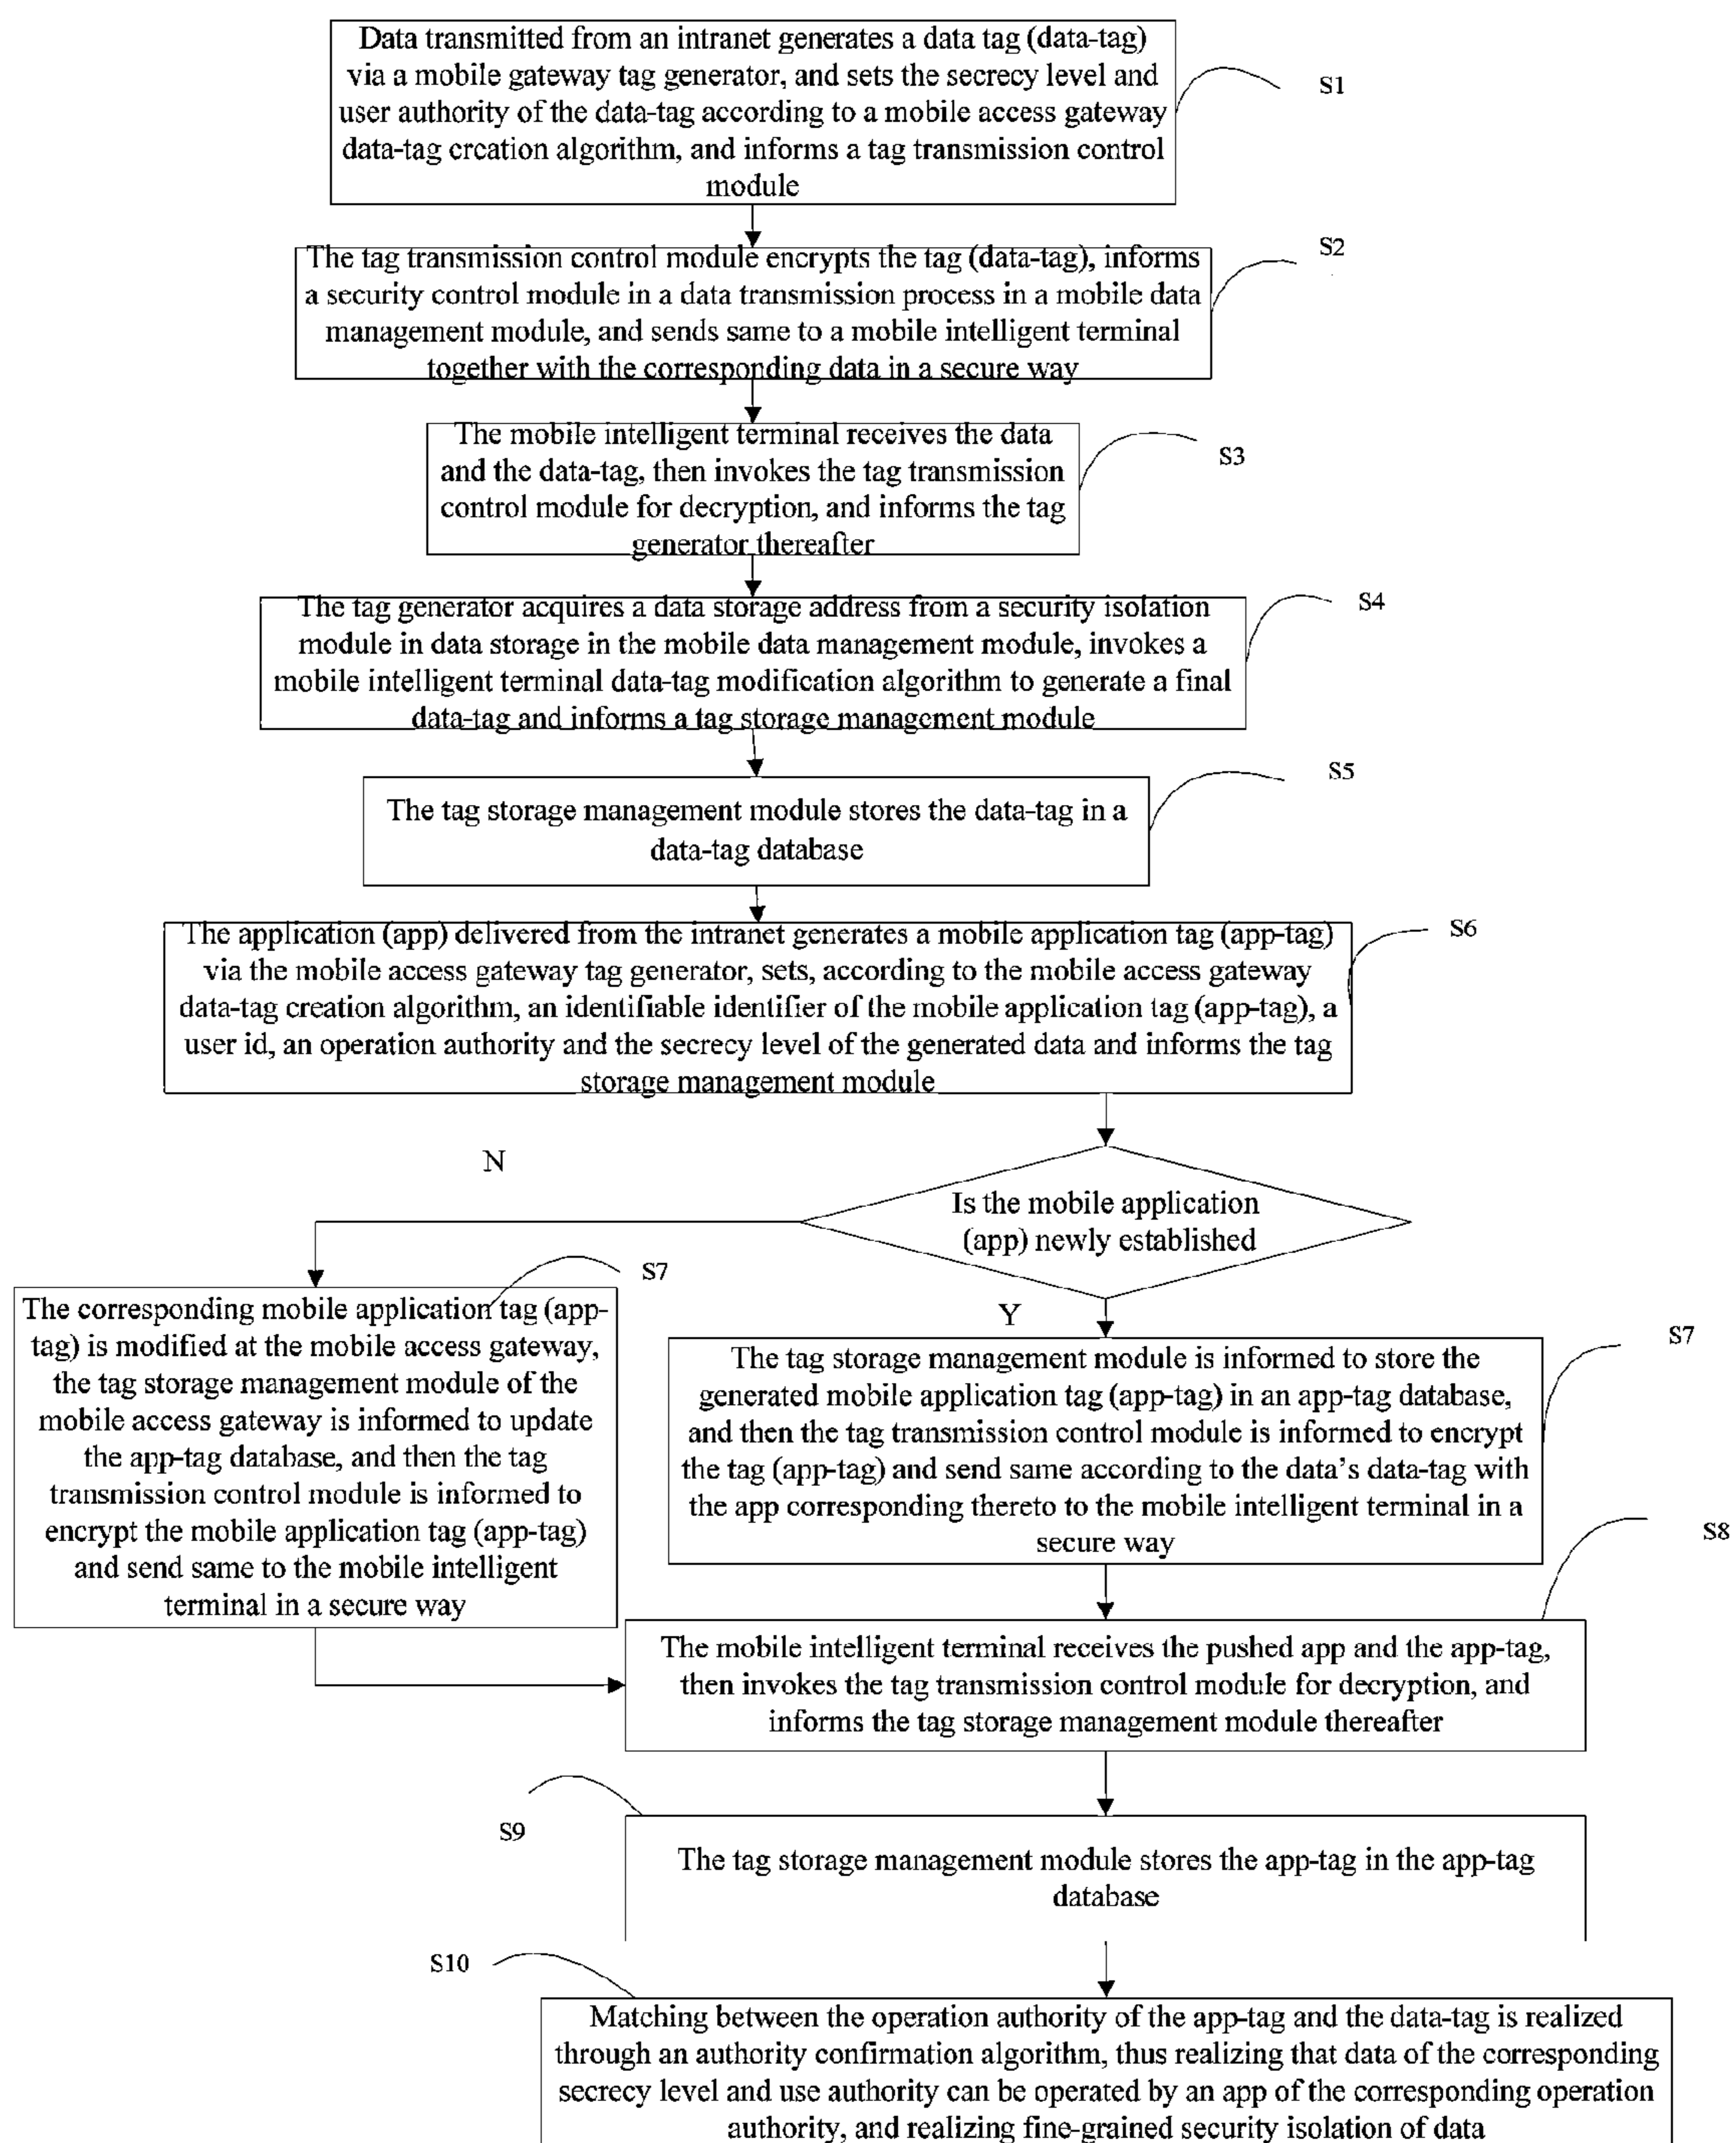 Data transmitted from an intranet generates a data tag (data-tag)
via a mobile gateway tag generator, and sets the secrecy level and
user authority of the data-tag according to a mobile access gateway
data-tag creation algorithm, and informs a tag transmission control
module
S1
The tag transmission control module encrypts the tag (data-tag), informs
a security control module in a data transmission process in a mobile data
management module, and sends same to a mobile intelligent terminal
together with the corresponding data in a secure way
S2
The mobile intelligent terminal receives the data
and the data-tag, then invokes the tag transmission
control module for decryption, and informs the tag
generator thereafter
S3
The tag generator acquires a data storage address from a security isolation
module in data storage in the mobile data management module, invokes a
mobile intelligent terminal data-tag modification algorithm to generate a final
data-tag and informs a tag storage management module
S4
The tag storage management module stores the data-tag in a
data-tag database
S5
The application (app) delivered from the intranet generates a mobile application tag (app-tag)
via the mobile access gateway tag generator, sets, according to the mobile access gateway
data-tag creation algorithm, an identifiable identifier of the mobile application tag (app-tag), a
user id, an operation authority and the secrecy level of the generated data and informs the tag
storage management module
S6
Is the mobile application
(app) newly established
N
Y
The corresponding mobile application tag (app-
tag) is modified at the mobile access gateway,
the tag storage management module of the
mobile access gateway is informed to update
the app-tag database, and then the tag
transmission control module is informed to
encrypt the mobile application tag (app-tag)
and send same to the mobile intelligent
terminal in a secure way
S7
The tag storage management module is informed to store the
generated mobile application tag (app-tag) in an app-tag database,
and then the tag transmission control module is informed to encrypt
the tag (app-tag) and send same according to the data's data-tag with
the app corresponding thereto to the mobile intelligent terminal in a
secure way
S7
The mobile intelligent terminal receives the pushed app and the app-tag,
then invokes the tag transmission control module for decryption, and
informs the tag storage management module thereafter
S8
The tag storage management module stores the app-tag in the app-tag
database
S9
Matching between the operation authority of the app-tag and the data-tag is realized
through an authority confirmation algorithm, thus realizing that data of the corresponding
secrecy level and use authority can be operated by an app of the corresponding operation
authority, and realizing fine-grained security isolation of data
S10